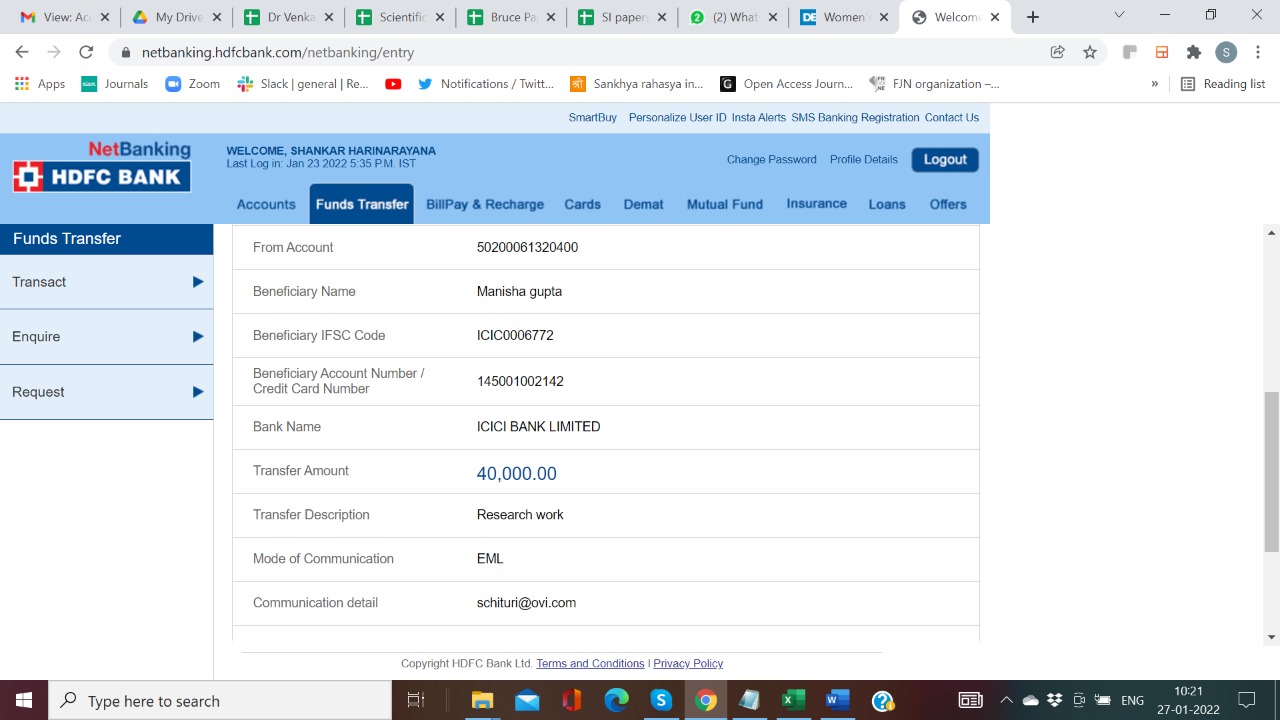 View: Acc
My Drive
Dr Venka
Scientific
Bruce Pa
SI papers
(2) What
Women'
Welcom
netbanking.hdfcbank.com/netbanking/entry
S
Apps
Journals
Zoom
Slack | general | Re...
Notifications / Twitt...
Sankhya rahasya in...
Open Access Journ...
FJN organization –...
»
Reading list
SmartBuy Personalize User ID Insta Alerts SMS Banking Registration Contact Us
NetBanking
HDFC BANK
WELCOME, SHANKAR HARINARAYANA
Last Log in: Jan 23 2022 5:35 P.M. IST
Change Password Profile Details Logout
Accounts Funds Transfer BillPay & Recharge Cards Demat Mutual Fund Insurance Loans Offers
Funds Transfer
Transact
Enquire
Request
From Account 50200061320400
Beneficiary Name Manisha gupta
Beneficiary IFSC Code ICIC0006772
Beneficiary Account Number /
Credit Card Number 145001002142
Bank Name ICICI BANK LIMITED
Transfer Amount 40,000.00
Transfer Description Research work
Mode of Communication EML
Communication detail schituri@ovi.com
Copyright HDFC Bank Ltd. Terms and Conditions | Privacy Policy
Type here to search
ENG
10:21
27-01-2022